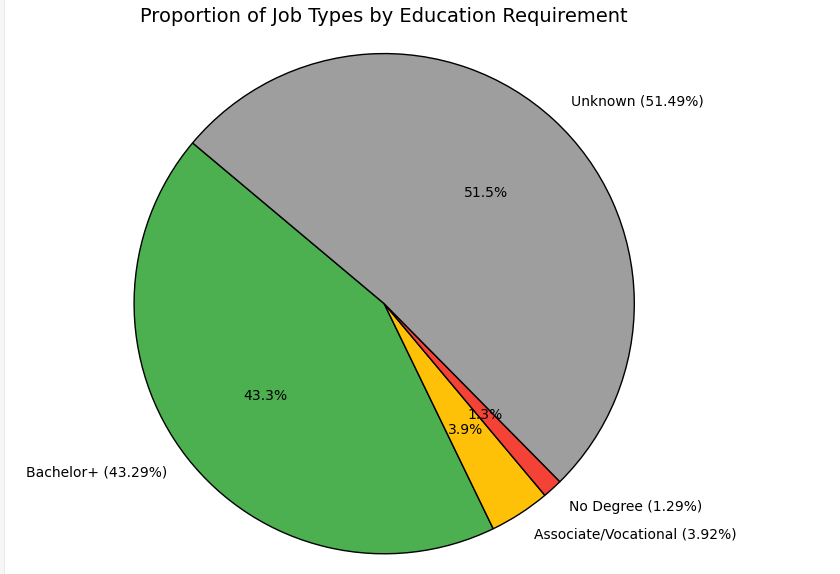 Proportion of Job Types by Education Requirement
Unknown (51.49%)
51.5%
43.3%
1.3%
3.9%
Bachelor+ (43.29%)
No Degree (1.29%)
Associate/Vocational (3.92%)